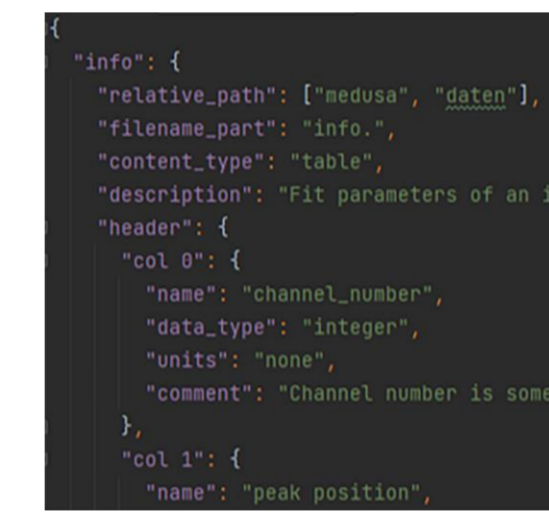 {
"info": {
"relative_path": ["medusa", "daten"],
"filename_part": "info.",
"content_type": "table",
"description": "Fit parameters of an
"header": {
"col 0": {
"name": "channel_number",
"data_type": "integer",
"units": "none",
"comment": "Channel number is some
},
"col 1": {
"name": "peak position",